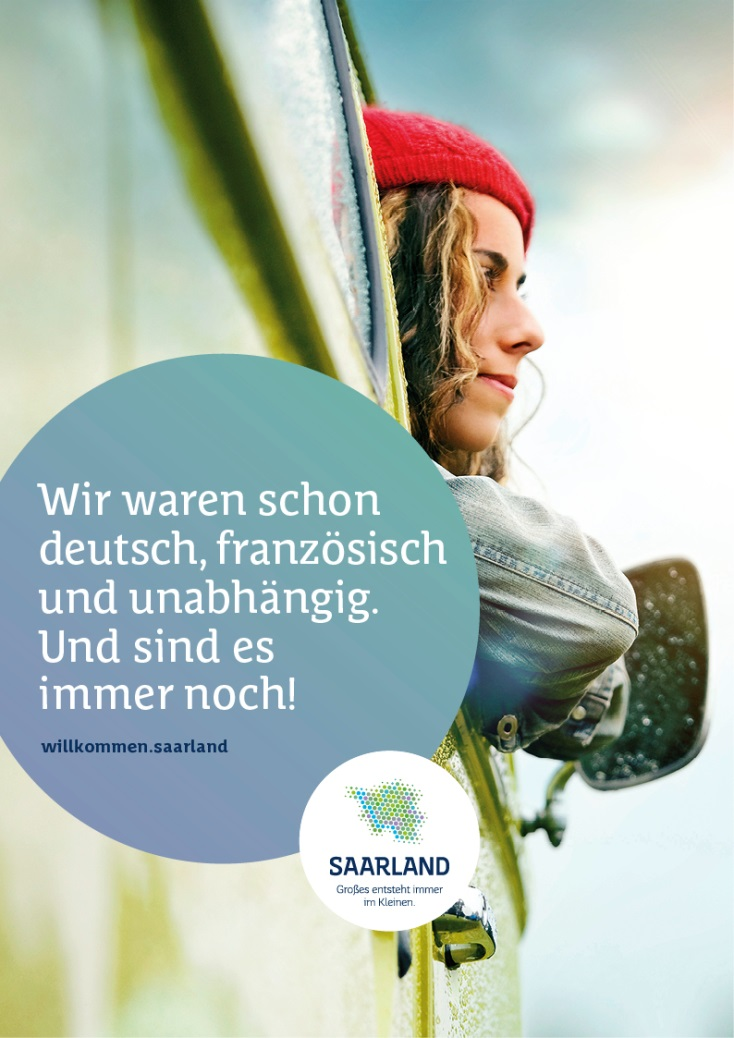 Wir waren schon
deutsch, französisch
und unabhängig.
Und sind es
immer noch!
willkommen.saarland
SAARLAND
Großes entsteht immer
im Kleinen.